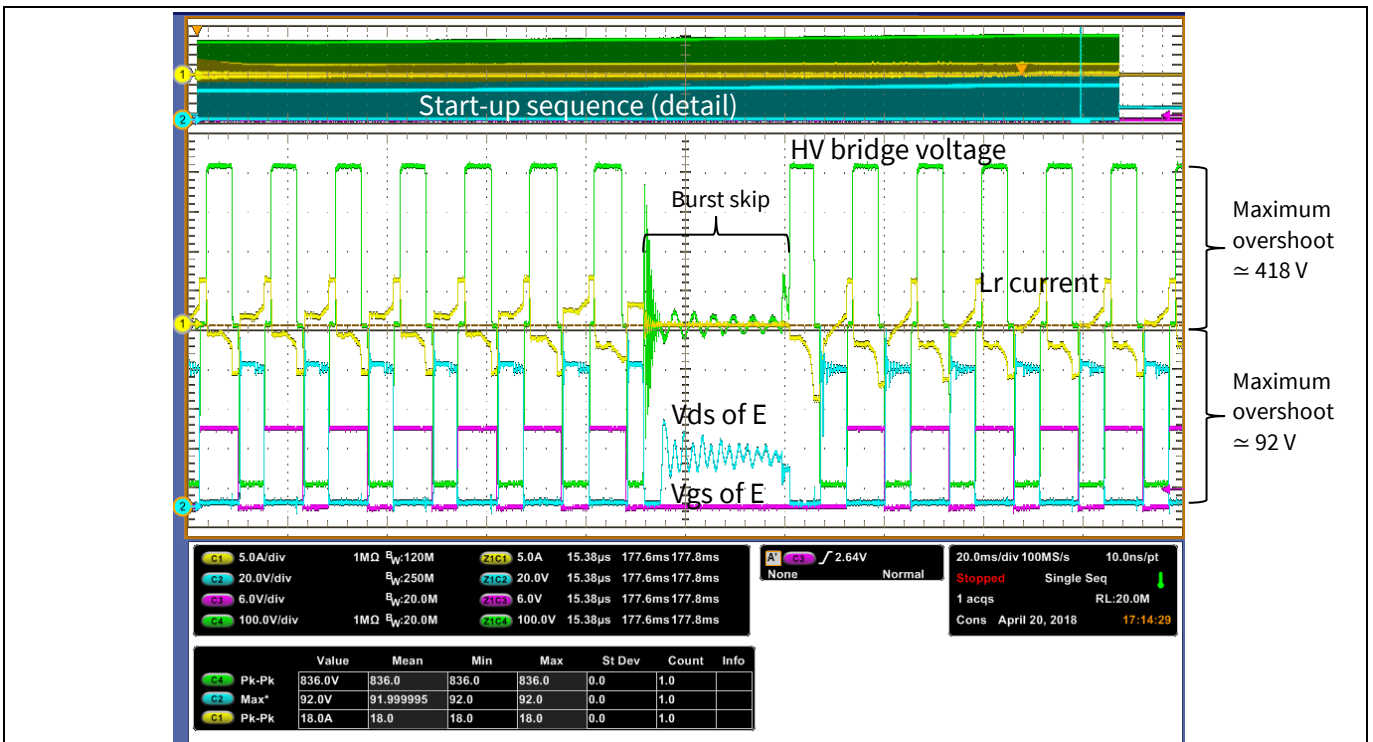 1
2
Start-up sequence (detail)
HV bridge voltage
Burst skip
Maximum
overshoot
≃ 418 V
Lr current
1
Maximum
overshoot
≃ 92 V
Vds of E
Vgs of E
2
C1 5.0A/div 1MΩ BW:120M Z1C1 5.0A 15.38µs 177.6ms 177.8ms
C2 20.0V/div BW:250M Z1C2 20.0V 15.38µs 177.6ms 177.8ms
C3 6.0V/div BW:20.0M Z1C3 6.0V 15.38µs 177.6ms 177.8ms
C4 100.0V/div 1MΩ BW:20.0M Z1C4 100.0V 15.38µs 177.6ms 177.8ms
A' C3 2.64V
None Normal
20.0ms/div 100MS/s 10.0ns/pt
Stopped Single Seq
1 acqs RL:20.0M
Cons April 20, 2018 17:14:29
Value Mean Min Max St Dev Count Info
C4 Pk-Pk 836.0V 836.0 836.0 836.0 0.0 1.0
C2 Max* 92.0V 91.999995 92.0 92.0 0.0 1.0
C1 Pk-Pk 18.0A 18.0 18.0 18.0 0.0 1.0